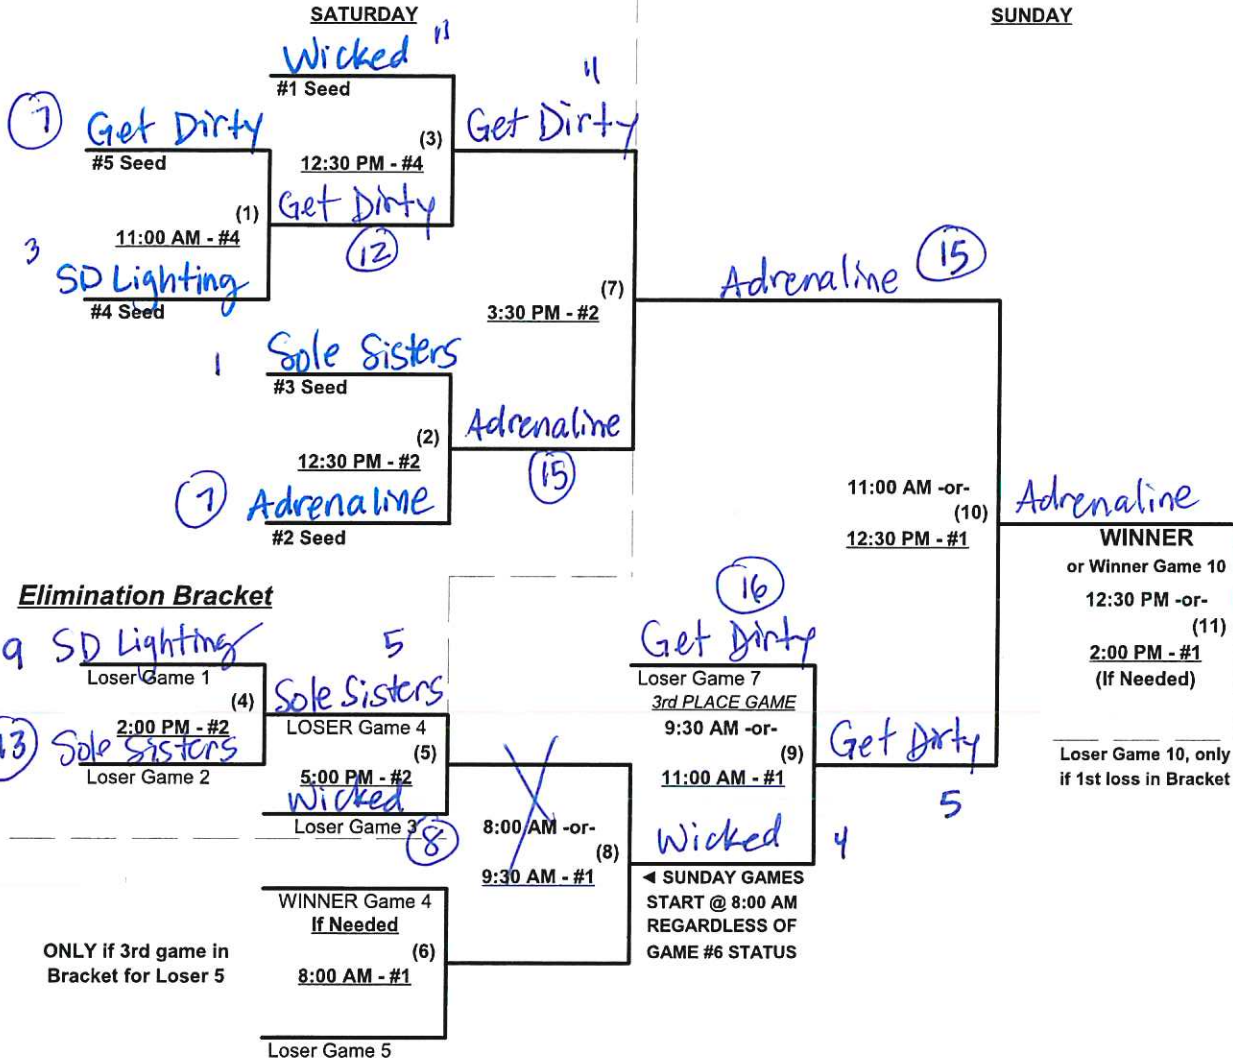 SATURDAY
SUNDAY
Wicked 11
#1 Seed
11
7 Get Dirty
#5 Seed
(3)
12:30 PM - #4
Get Dirty
(1)
11:00 AM - #4
Get Dirty
12
3
SD Lighting
#4 Seed
(7)
3:30 PM - #2
Adrenaline 15
1 Sole Sisters
#3 Seed
(2)
12:30 PM - #2
Adrenaline
15
7 Adrenaline
#2 Seed
11:00 AM -or-
(10)
12:30 PM - #1
Adrenaline
WINNER
or Winner Game 10
12:30 PM -or-
(11)
2:00 PM - #1
(If Needed)
Loser Game 10, only
if 1st loss in Bracket
Elimination Bracket
9 SD Lighting
Loser Game 1
(4)
2:00 PM - #2
13 Sole Sisters
Loser Game 2
5
Sole Sisters
LOSER Game 4
(5)
5:00 PM - #2
Wicked
Loser Game 3
8
16
Get Dirty
Loser Game 7
3rd PLACE GAME
9:30 AM -or-
(9)
11:00 AM - #1
Get Dirty
5
8:00 AM -or-
(8)
9:30 AM - #1
Wicked 4
◄ SUNDAY GAMES
START @ 8:00 AM
REGARDLESS OF
GAME #6 STATUS
WINNER Game 4
If Needed
(6)
8:00 AM - #1
ONLY if 3rd game in
Bracket for Loser 5
Loser Game 5